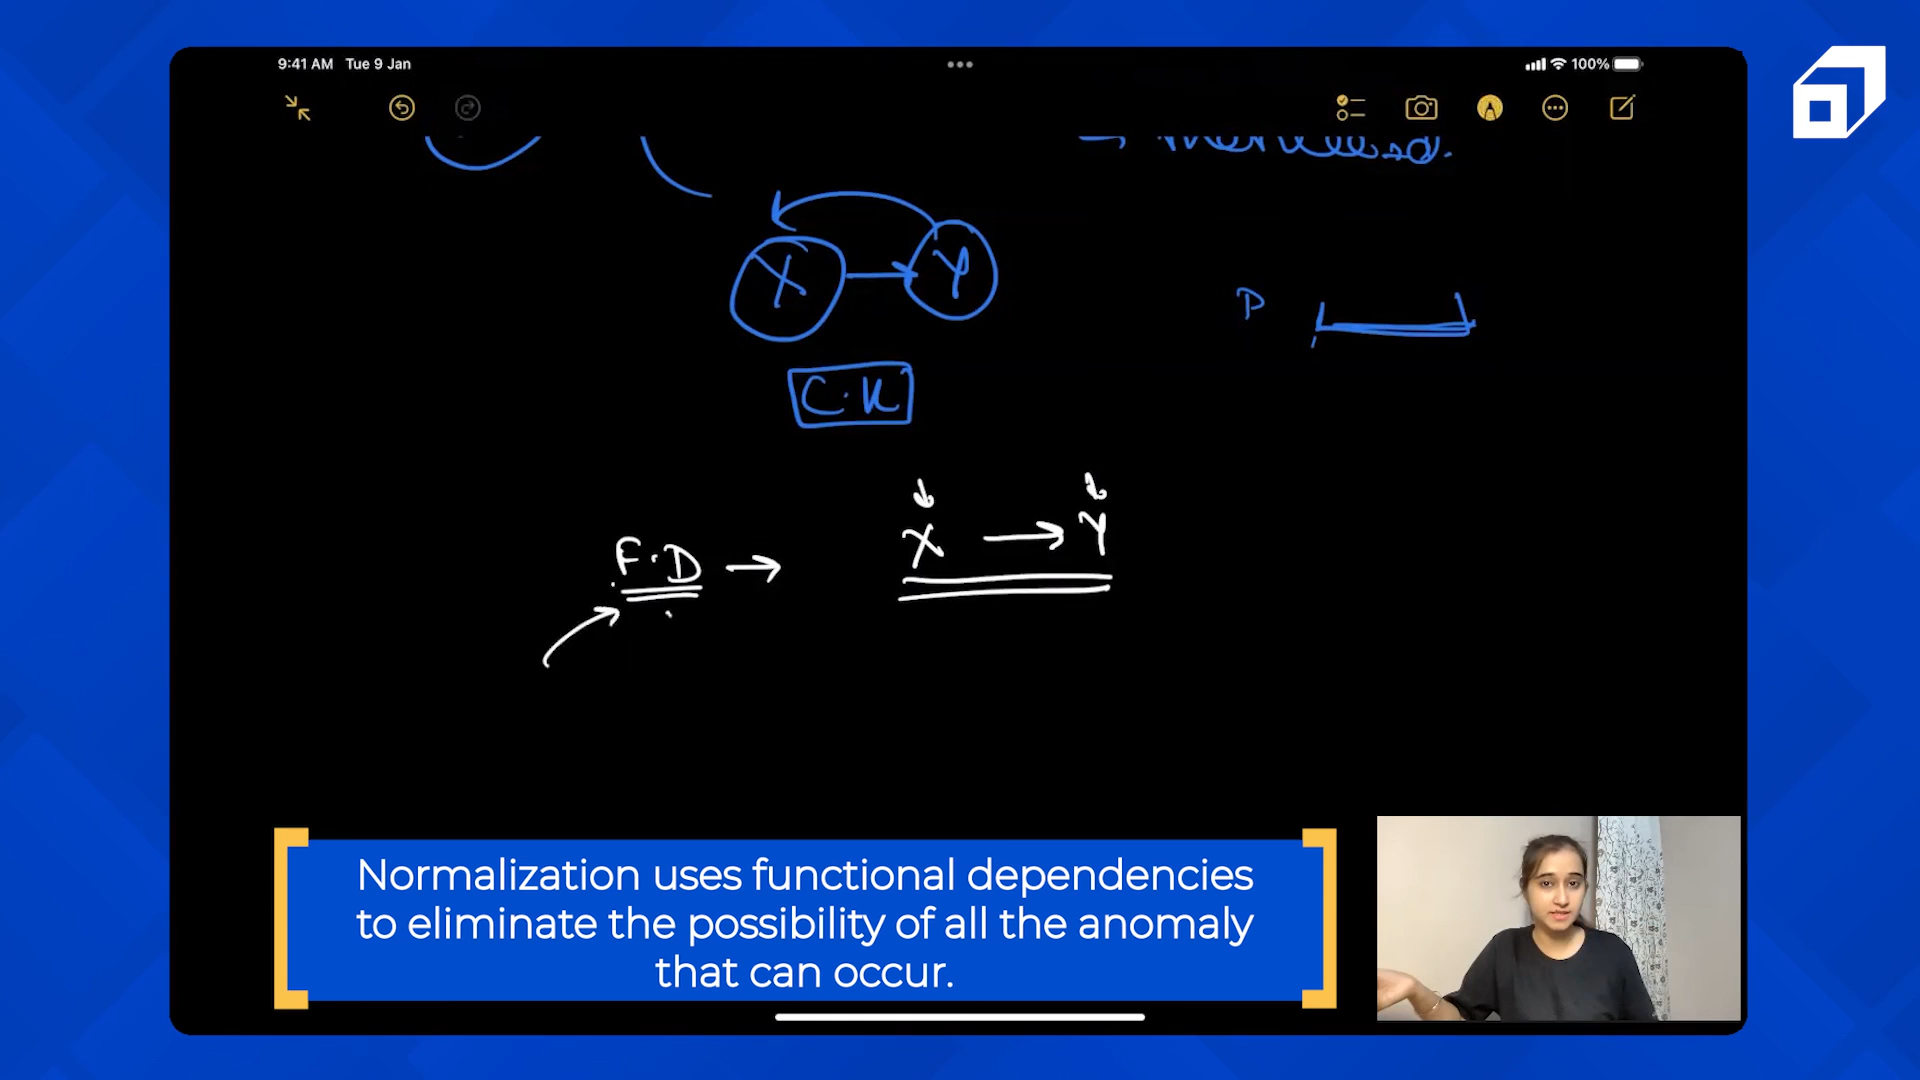 9:41 AM Tue 9 Jan
100%
X Y
P
C.K
X → Y
F.D →
Normalization uses functional dependencies
to eliminate the possibility of all the anomaly
that can occur.